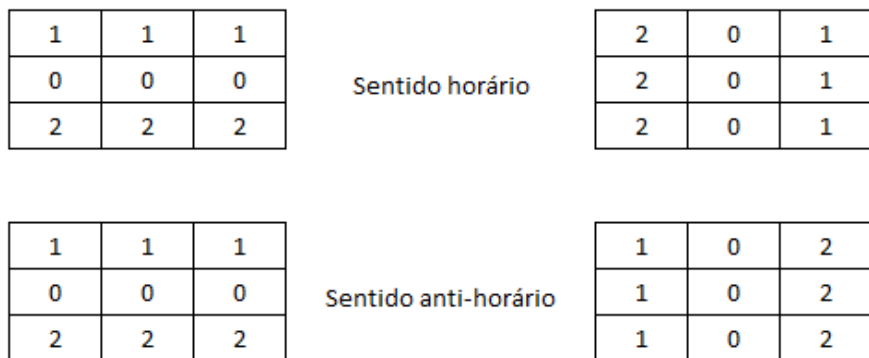 1 1 1 2 0 1
0 0 0 Sentido horário 2 0 1
2 2 2 2 0 1
1 1 1 1 0 2
0 0 0 Sentido anti-horário 1 0 2
2 2 2 1 0 2